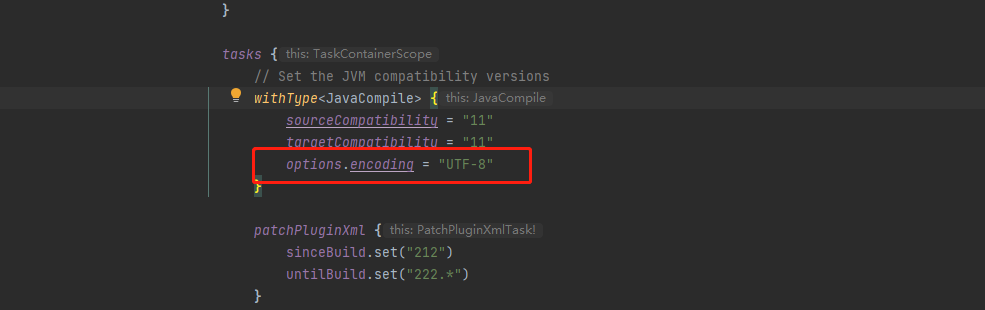 }
tasks { this: TaskContainerScope
// Set the JVM compatibility versions
withType<JavaCompile> { this: JavaCompile
sourceCompatibility = "11"
targetCompatibility = "11"
options.encoding = "UTF-8"
}
patchPluginXml { this: PatchPluginXmlTask!
sinceBuild.set("212")
untilBuild.set("222.*")
}